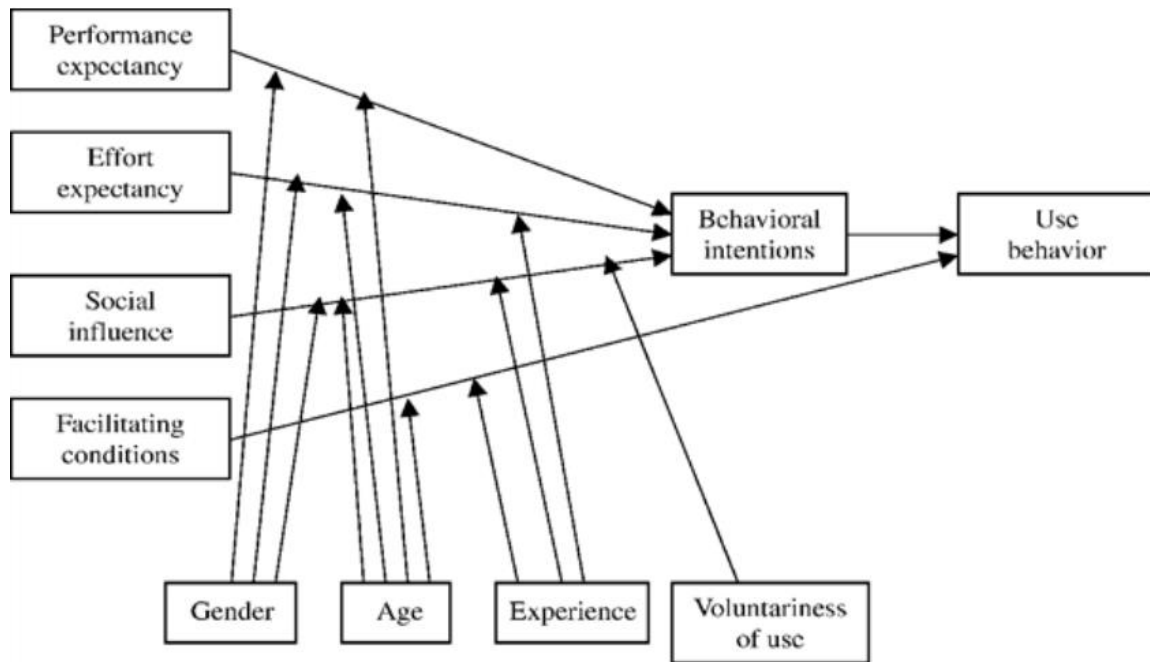 Performance
expectancy
Effort
expectancy
Social
influence
Facilitating
conditions
Behavioral
intentions
Use
behavior
Gender
Age
Experience
Voluntariness
of use